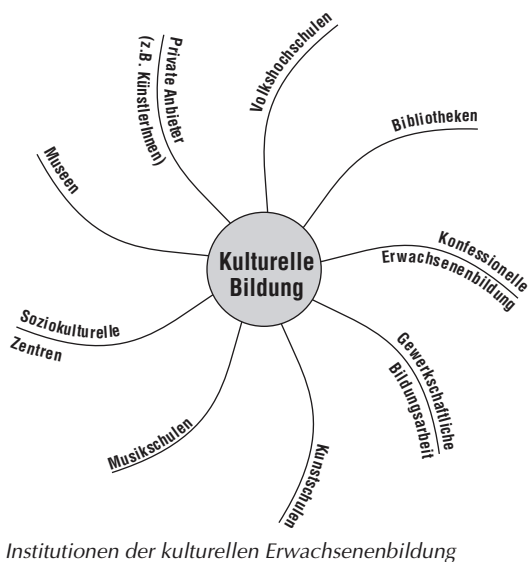 Volkshochschulen
Bibliotheken
Konfessionelle
Erwachsenenbildung
Gewerkschaftliche
Bildungsarbeit
Kunstschulen
Musikschulen
Soziokulturelle
Zentren
Museen
Private Anbieter
(z.B. KünstlerInnen)
Kulturelle
Bildung
Institutionen der kulturellen Erwachsenenbildung